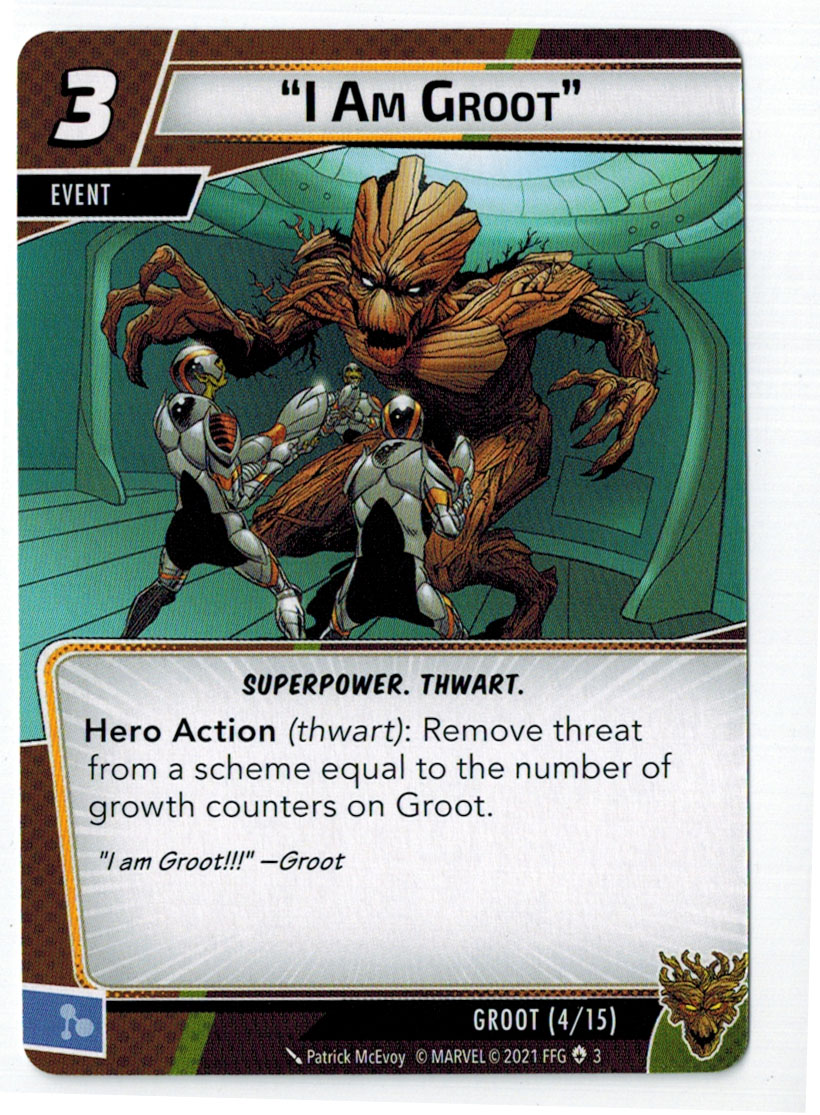 3
“I AM GROOT”
EVENT
SUPERPOWER. THWART.
Hero Action (thwart): Remove threat
from a scheme equal to the number of
growth counters on Groot.
"I am Groot!!!" —Groot
GROOT (4/15)
Patrick McEvoy © MARVEL © 2021 FFG 3